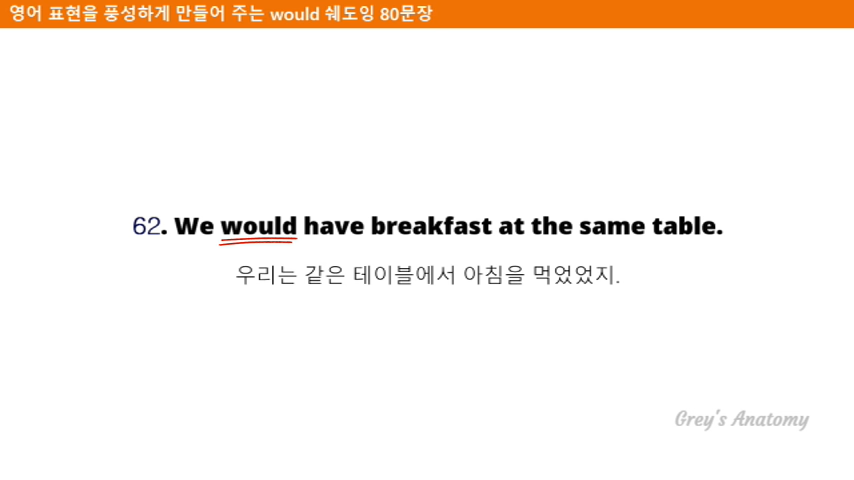 영어 표현을 풍성하게 만들어 주는 would 쉐도잉 80문장
62. We would have breakfast at the same table.
우리는 같은 테이블에서 아침을 먹었었지.
Grey's Anatomy